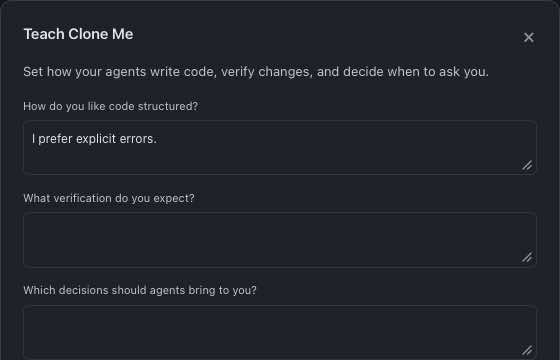 Teach Clone Me
Set how your agents write code, verify changes, and decide when to ask you.
How do you like code structured?
I prefer explicit errors.
What verification do you expect?
Which decisions should agents bring to you?